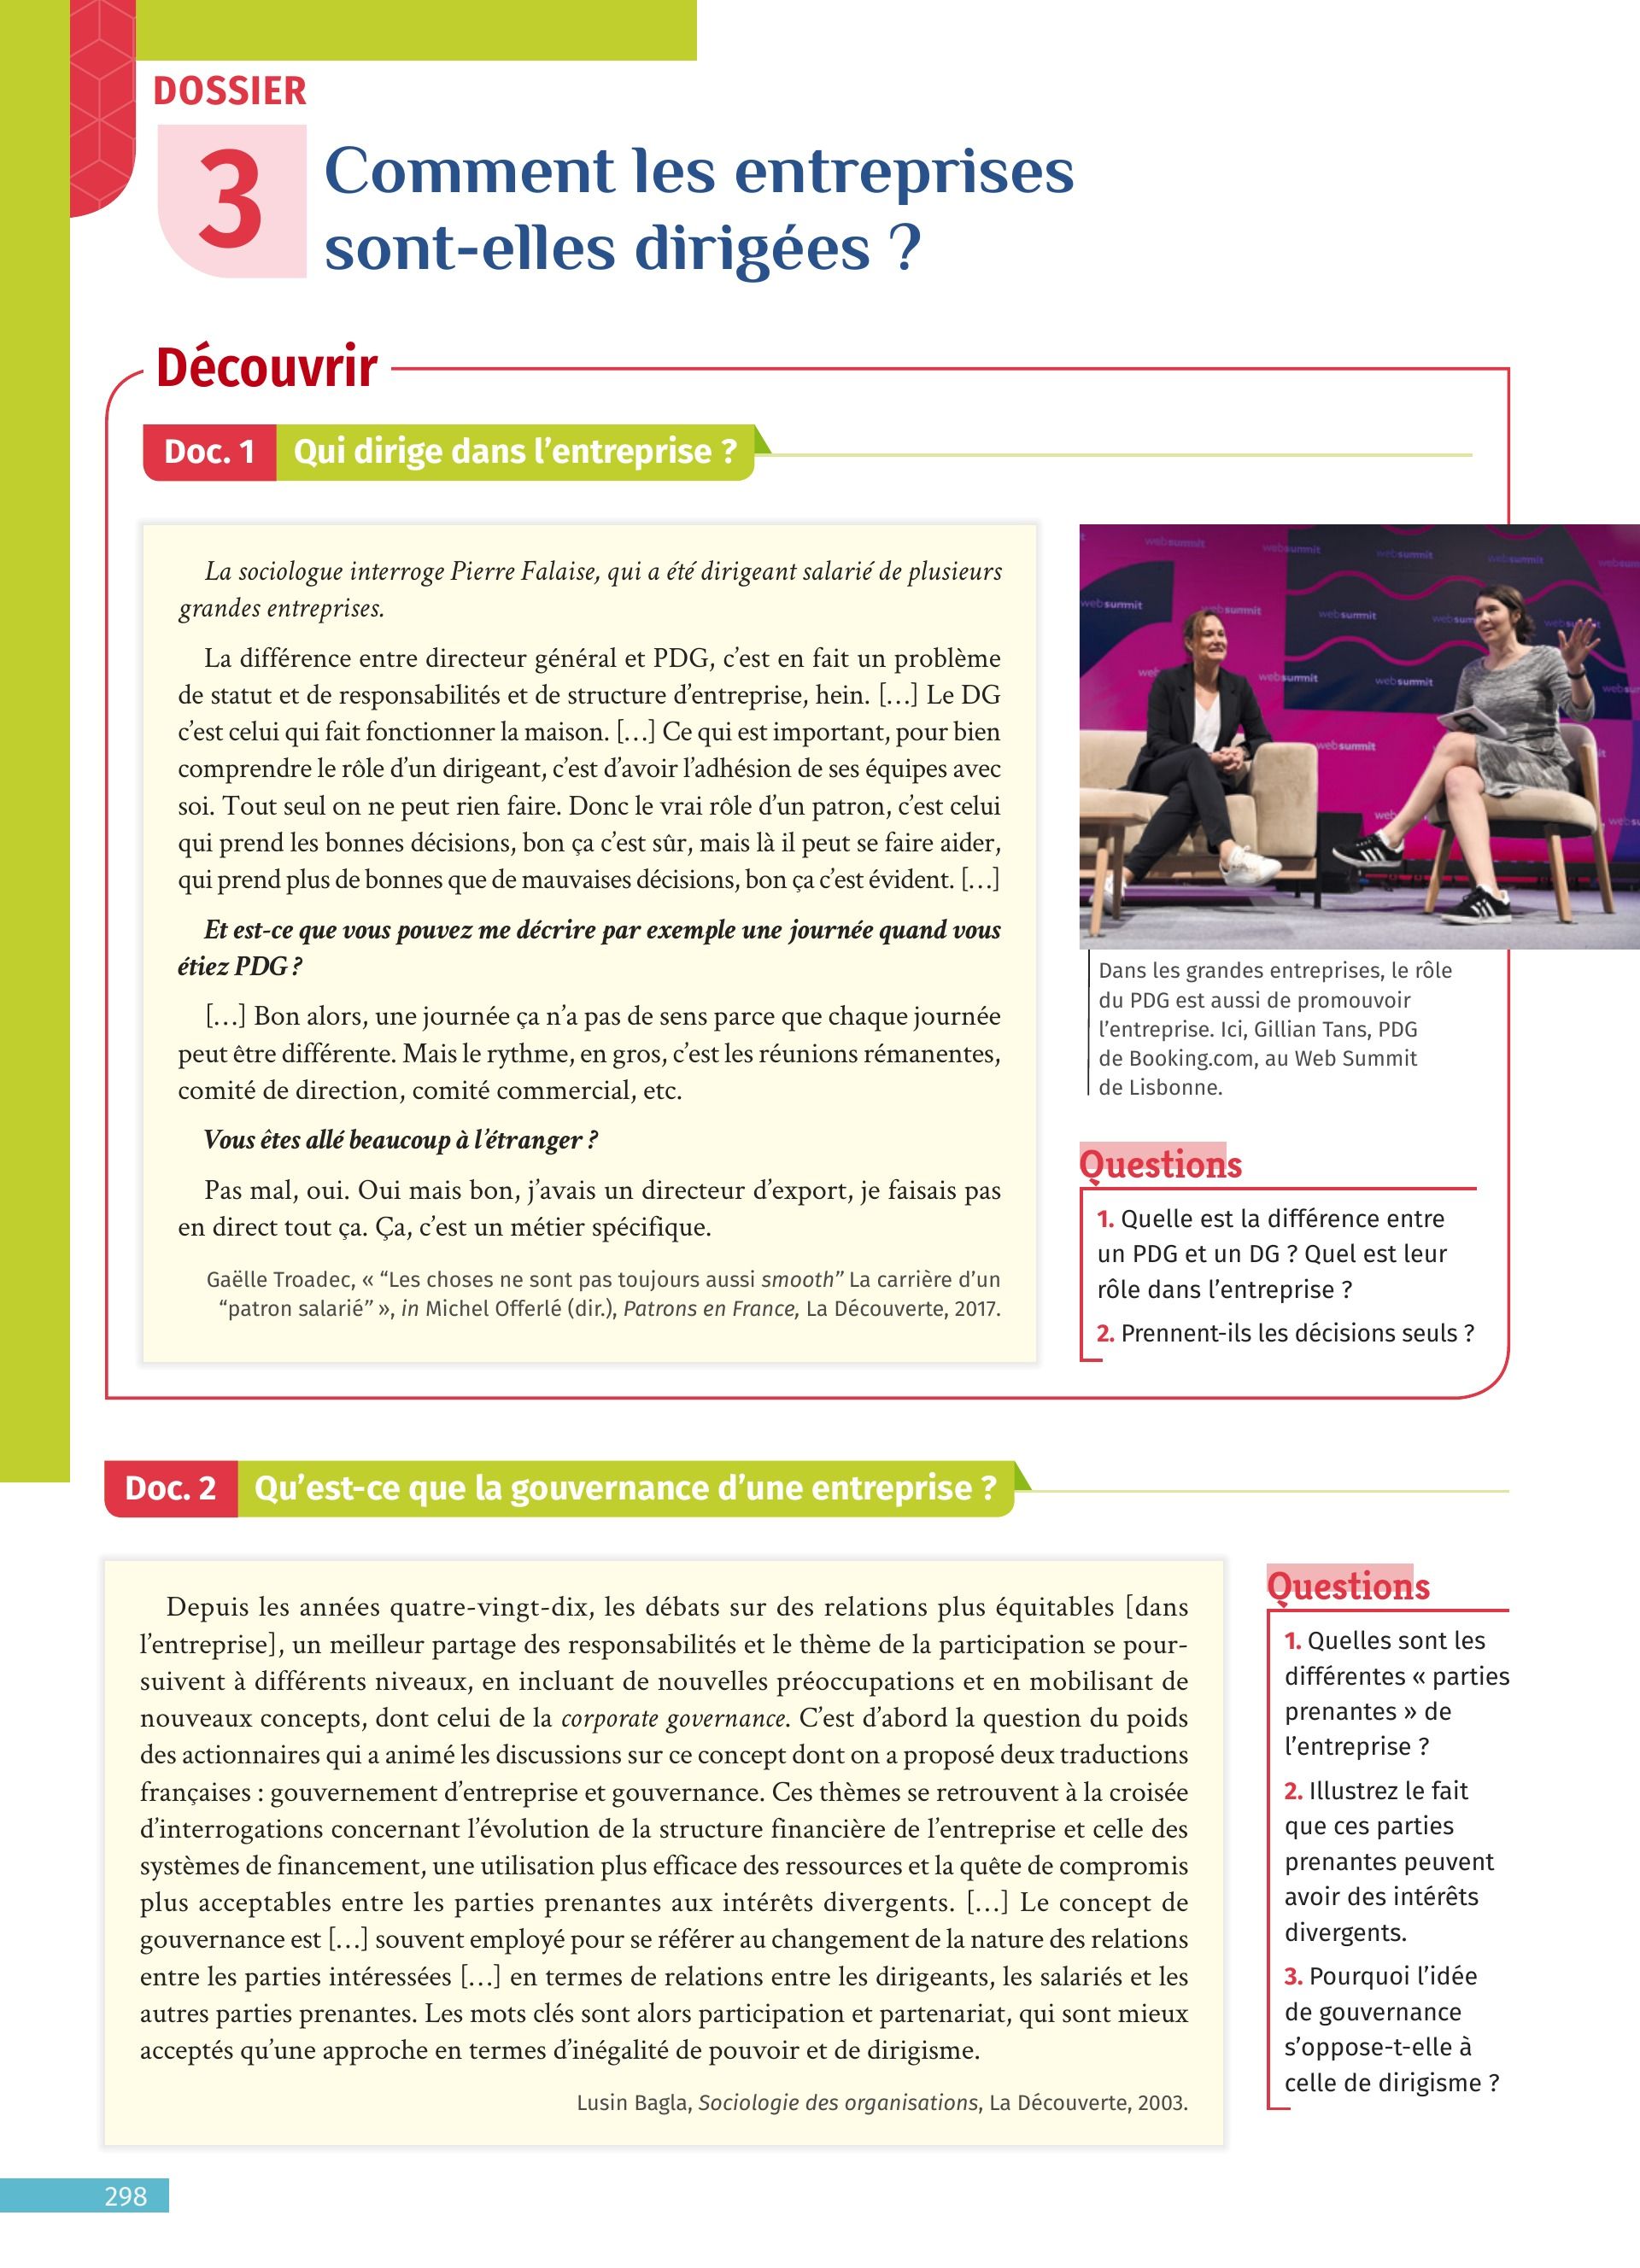 DOSSIER
3
Comment les entreprises
sont-elles dirigées ?
Découvrir
Doc. 1 Qui dirige dans l’entreprise ?
La sociologue interroge Pierre Falaise, qui a été dirigeant salarié de plusieurs
grandes entreprises.
La différence entre directeur général et PDG, c’est en fait un problème
de statut et de responsabilités et de structure d’entreprise, hein. […] Le DG
c’est celui qui fait fonctionner la maison. […] Ce qui est important, pour bien
comprendre le rôle d’un dirigeant, c’est d’avoir l’adhésion de ses équipes avec
soi. Tout seul on ne peut rien faire. Donc le vrai rôle d’un patron, c’est celui
qui prend les bonnes décisions, bon ça c’est sûr, mais là il peut se faire aider,
qui prend plus de bonnes que de mauvaises décisions, bon ça c’est évident. […]
Et est-ce que vous pouvez me décrire par exemple une journée quand vous
étiez PDG ?
[…] Bon alors, une journée ça n’a pas de sens parce que chaque journée
peut être différente. Mais le rythme, en gros, c’est les réunions rémanentes,
comité de direction, comité commercial, etc.
Vous êtes allé beaucoup à l’étranger ?
Pas mal, oui. Oui mais bon, j’avais un directeur d’export, je faisais pas
en direct tout ça. Ça, c’est un métier spécifique.
Gaëlle Troadec, « “Les choses ne sont pas toujours aussi smooth” La carrière d’un
“patron salarié” », in Michel Offerlé (dir.), Patrons en France, La Découverte, 2017.
websummit
websummit
websummit
websummit
websummit
websummit
websummit
websummit
websummit
websummit
Dans les grandes entreprises, le rôle
du PDG est aussi de promouvoir
l’entreprise. Ici, Gillian Tans, PDG
de Booking.com, au Web Summit
de Lisbonne.
Questions
1. Quelle est la différence entre
un PDG et un DG ? Quel est leur
rôle dans l’entreprise ?
2. Prennent-ils les décisions seuls ?
Doc. 2 Qu’est-ce que la gouvernance d’une entreprise ?
Depuis les années quatre-vingt-dix, les débats sur des relations plus équitables [dans
l’entreprise], un meilleur partage des responsabilités et le thème de la participation se pour-
suivent à différents niveaux, en incluant de nouvelles préoccupations et en mobilisant de
nouveaux concepts, dont celui de la corporate governance. C’est d’abord la question du poids
des actionnaires qui a animé les discussions sur ce concept dont on a proposé deux traductions
françaises : gouvernement d’entreprise et gouvernance. Ces thèmes se retrouvent à la croisée
d’interrogations concernant l’évolution de la structure financière de l’entreprise et celle des
systèmes de financement, une utilisation plus efficace des ressources et la quête de compromis
plus acceptables entre les parties prenantes aux intérêts divergents. […] Le concept de
gouvernance est […] souvent employé pour se référer au changement de la nature des relations
entre les parties intéressées […] en termes de relations entre les dirigeants, les salariés et les
autres parties prenantes. Les mots clés sont alors participation et partenariat, qui sont mieux
acceptés qu’une approche en termes d’inégalité de pouvoir et de dirigisme.
Lusin Bagla, Sociologie des organisations, La Découverte, 2003.
Questions
1. Quelles sont les
différentes « parties
prenantes » de
l’entreprise ?
2. Illustrez le fait
que ces parties
prenantes peuvent
avoir des intérêts
divergents.
3. Pourquoi l’idée
de gouvernance
s’oppose-t-elle à
celle de dirigisme ?
298